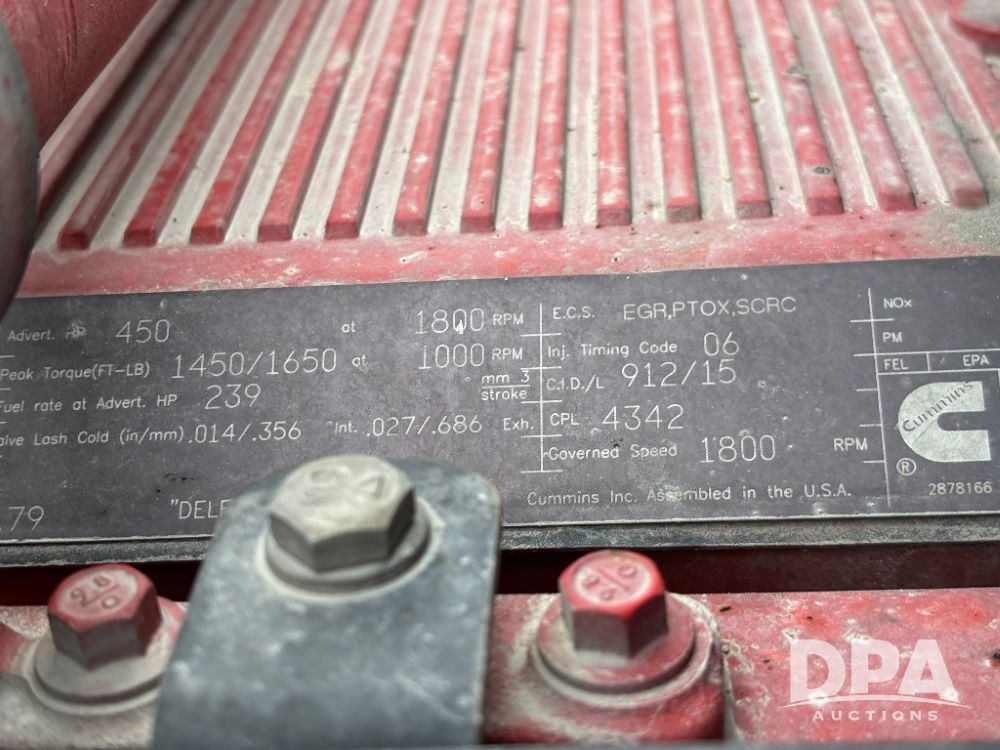 Advert. HP 450 at 1800 RPM
Peak Torque(FT-LB) 1450/1650 at 1000 RPM
Fuel rate at Advert. HP 239 mm 3
stroke
Valve Lash Cold (in/mm) .014/.356 Int. .027/.686 Exh.
.79
E.C.S. EGR,PTOX,SCRC
Inj. Timing Code 06
C.I.D./L 912/15
CPL 4342
Governed Speed 1800 RPM
Cummins Inc. Assembled in the U.S.A.
NOx
PM
FEL EPA
Cummins
®
2878166
DPA
AUCTIONS